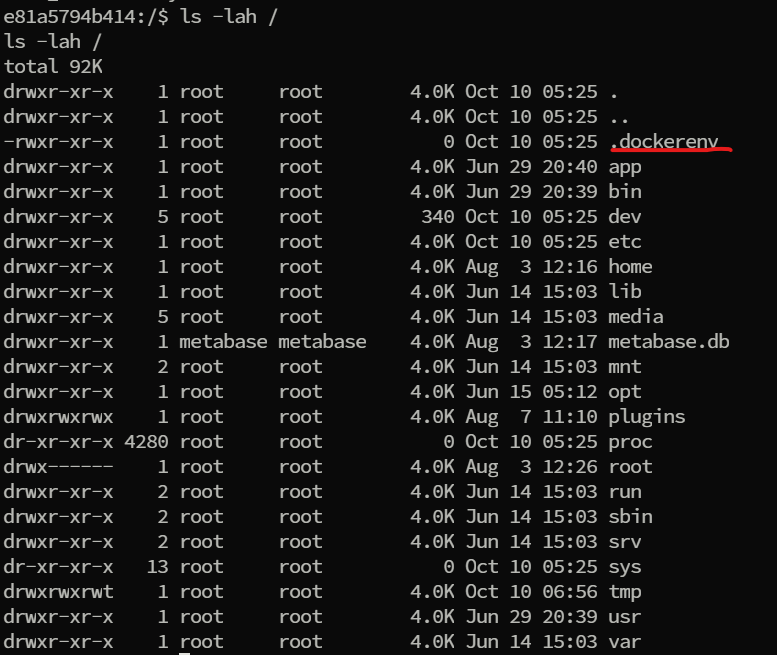 e81a5794b414:/$ ls -lah /
ls -lah /
total 92K
drwxr-xr-x    1 root     root        4.0K Oct 10 05:25 .
drwxr-xr-x    1 root     root        4.0K Oct 10 05:25 ..
-rwxr-xr-x    1 root     root           0 Oct 10 05:25 .dockerenv
drwxr-xr-x    1 root     root        4.0K Jun 29 20:40 app
drwxr-xr-x    1 root     root        4.0K Jun 29 20:39 bin
drwxr-xr-x    5 root     root         340 Oct 10 05:25 dev
drwxr-xr-x    1 root     root        4.0K Oct 10 05:25 etc
drwxr-xr-x    1 root     root        4.0K Aug  3 12:16 home
drwxr-xr-x    1 root     root        4.0K Jun 14 15:03 lib
drwxr-xr-x    5 root     root        4.0K Jun 14 15:03 media
drwxr-xr-x    1 metabase metabase    4.0K Aug  3 12:17 metabase.db
drwxr-xr-x    2 root     root        4.0K Jun 14 15:03 mnt
drwxr-xr-x    1 root     root        4.0K Jun 15 05:12 opt
drwxrwxrwx    1 root     root        4.0K Aug  7 11:10 plugins
dr-xr-xr-x 4280 root     root           0 Oct 10 05:25 proc
drwx------    1 root     root        4.0K Aug  3 12:26 root
drwxr-xr-x    2 root     root        4.0K Jun 14 15:03 run
drwxr-xr-x    2 root     root        4.0K Jun 14 15:03 sbin
drwxr-xr-x    2 root     root        4.0K Jun 14 15:03 srv
dr-xr-xr-x   13 root     root           0 Oct 10 05:25 sys
drwxrwxrwt    1 root     root        4.0K Oct 10 06:56 tmp
drwxr-xr-x    1 root     root        4.0K Jun 29 20:39 usr
drwxr-xr-x    1 root     root        4.0K Jun 14 15:03 var